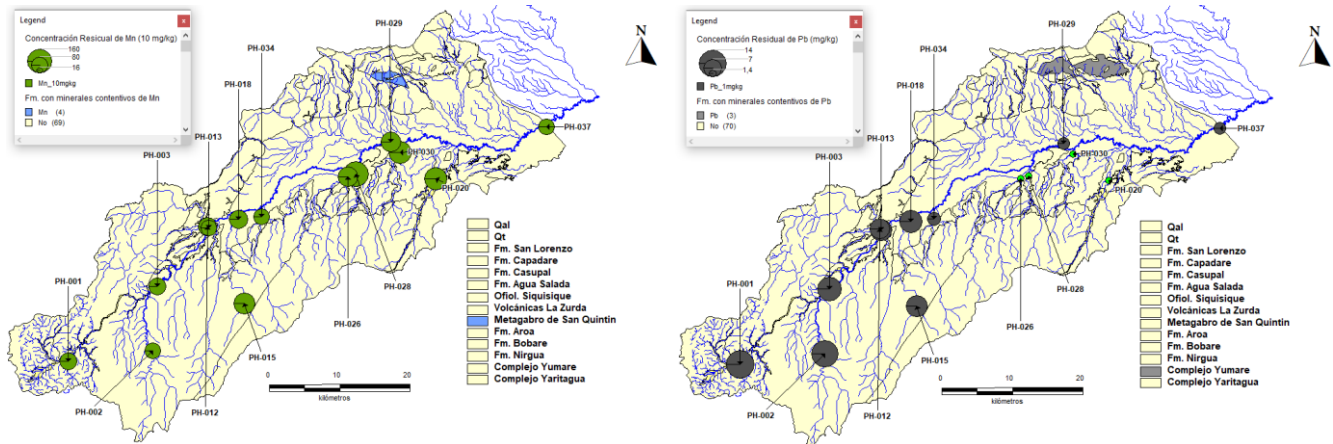 Legend
x
Concentración Resicual de Mn (10 mg/kg)
160
80
16
Mn_10mgkg
Fm. con minerales contentivos de Mn
Mn (4)
No (69)
PH-029
PH-034
PH-018
PH-013
PH-003
PH-001
PH-037
PH-030
PH-020
PH-028
PH-026
PH-015
PH-002
PH-012
N
Qal
Qt
Fm. San Lorenzo
Fm. Capadare
Fm. Casupal
Fm. Agua Salada
Ofiol. Siquisique
Volcánicas La Zurda
Metagabro de San Quintin
Fm. Aroa
Fm. Bobare
Fm. Nirgua
Complejo Yumare
Complejo Yaritagua
0 10 20
kilómetros
Legend
x
Concentración Residual de Pb (mg/kg)
14
7
1,4
Pb_1mgkg
Fm. con minerales contentivos de Pb
Pb (3)
No (70)
PH-029
PH-034
PH-018
PH-013
PH-003
PH-001
PH-037
PH-030
PH-020
PH-028
PH-026
PH-015
PH-002
PH-012
N
Qal
Qt
Fm. San Lorenzo
Fm. Capadare
Fm. Casupal
Fm. Agua Salada
Ofiol. Siquisique
Volcánicas La Zurda
Metagabro de San Quintin
Fm. Aroa
Fm. Bobare
Fm. Nirgua
Complejo Yumare
Complejo Yaritagua
0 10 20
kilómetros